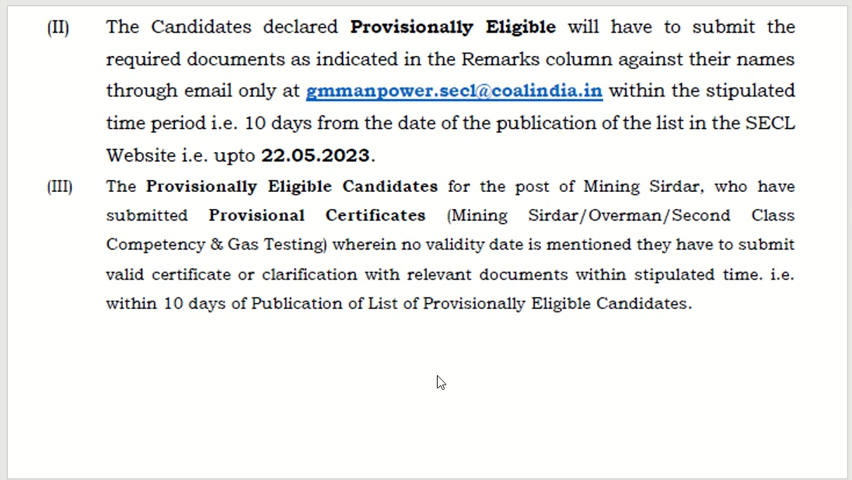 (II) The Candidates declared Provisionally Eligible will have to submit the
required documents as indicated in the Remarks column against their names
through email only at gmmanpower.secl@coalindia.in within the stipulated
time period i.e. 10 days from the date of the publication of the list in the SECL
Website i.e. upto 22.05.2023.
(III) The Provisionally Eligible Candidates for the post of Mining Sirdar, who have
submitted Provisional Certificates (Mining Sirdar/Overman/Second Class
Competency & Gas Testing) wherein no validity date is mentioned they have to submit
valid certificate or clarification with relevant documents within stipulated time. i.e.
within 10 days of Publication of List of Provisionally Eligible Candidates.